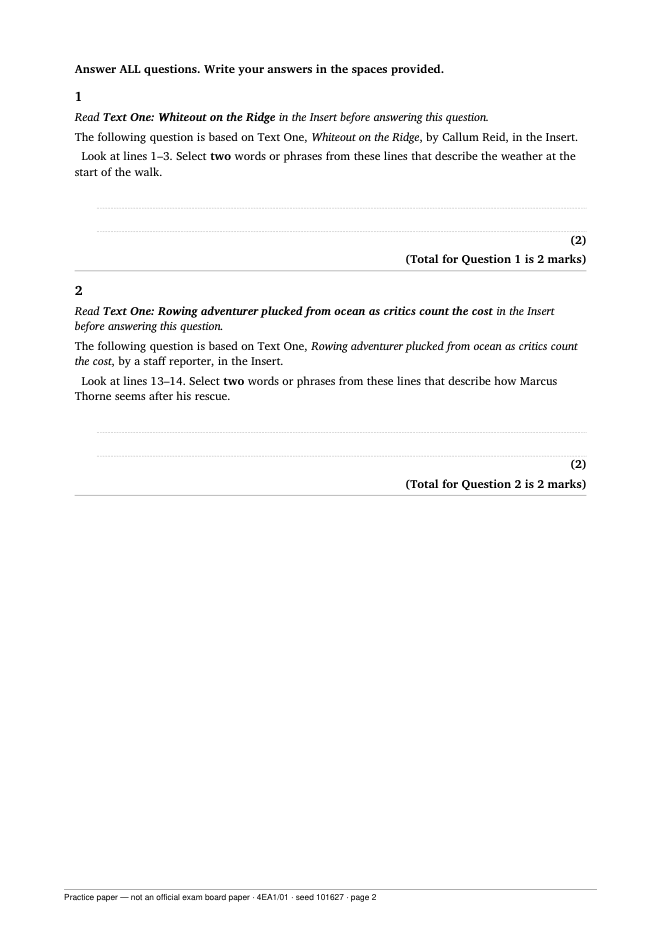 Answer ALL questions. Write your answers in the spaces provided.
1
Read Text One: Whiteout on the Ridge in the Insert before answering this question.
The following question is based on Text One, Whiteout on the Ridge, by Callum Reid, in the Insert.
Look at lines 1–3. Select two words or phrases from these lines that describe the weather at the
start of the walk.
(2)
(Total for Question 1 is 2 marks)
2
Read Text One: Rowing adventurer plucked from ocean as critics count the cost in the Insert
before answering this question.
The following question is based on Text One, Rowing adventurer plucked from ocean as critics count
the cost, by a staff reporter, in the Insert.
Look at lines 13–14. Select two words or phrases from these lines that describe how Marcus
Thorne seems after his rescue.
(2)
(Total for Question 2 is 2 marks)
Practice paper — not an official exam board paper · 4EA1/01 · seed 101627 · page 2